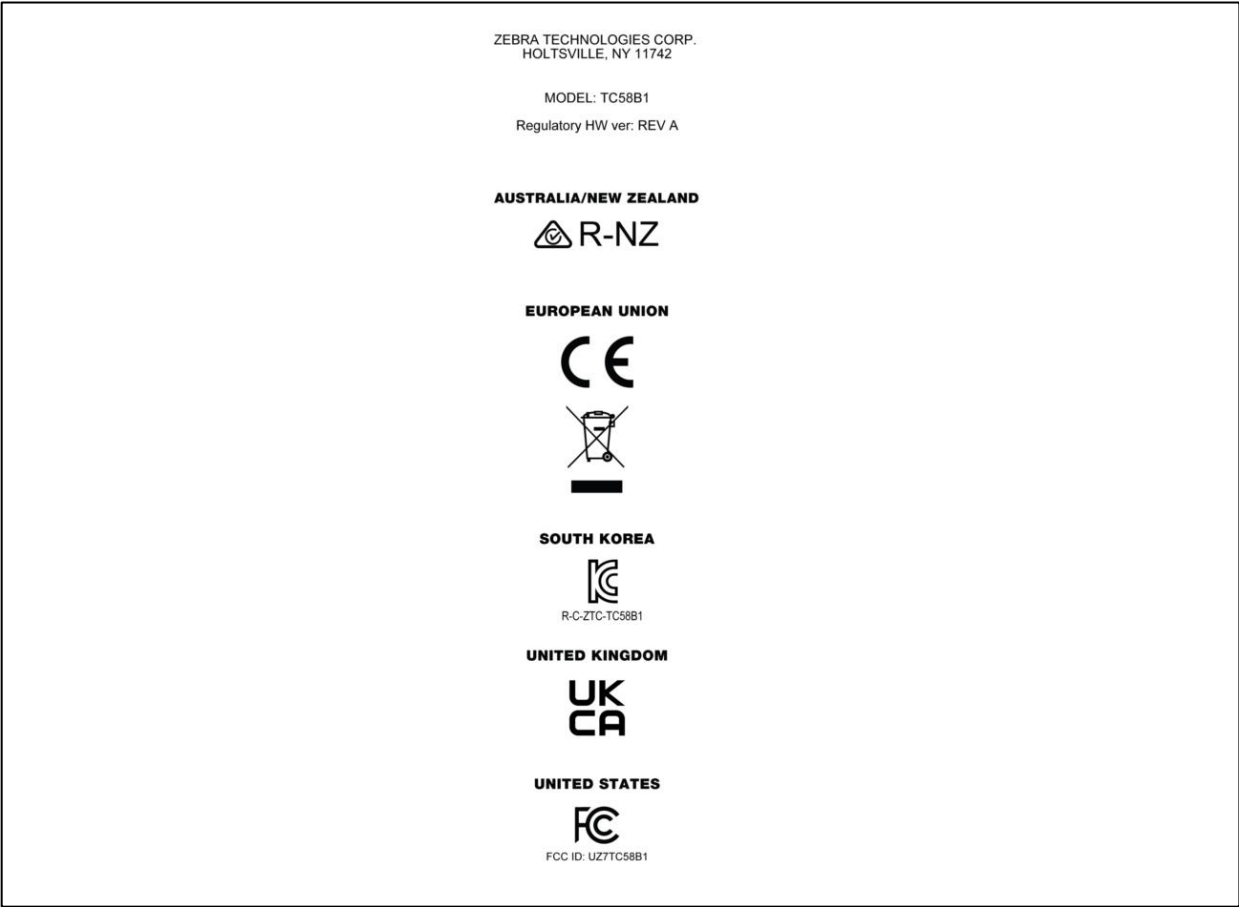 ZEBRA TECHNOLOGIES CORP.
HOLTSVILLE, NY 11742
MODEL: TC58B1
Regulatory HW ver: REV A
AUSTRALIA/NEW ZEALAND
R-NZ
EUROPEAN UNION
CE
SOUTH KOREA
KC
R-C-ZTC-TC58B1
UNITED KINGDOM
UK
CA
UNITED STATES
FC
FCC ID: UZ7TC58B1